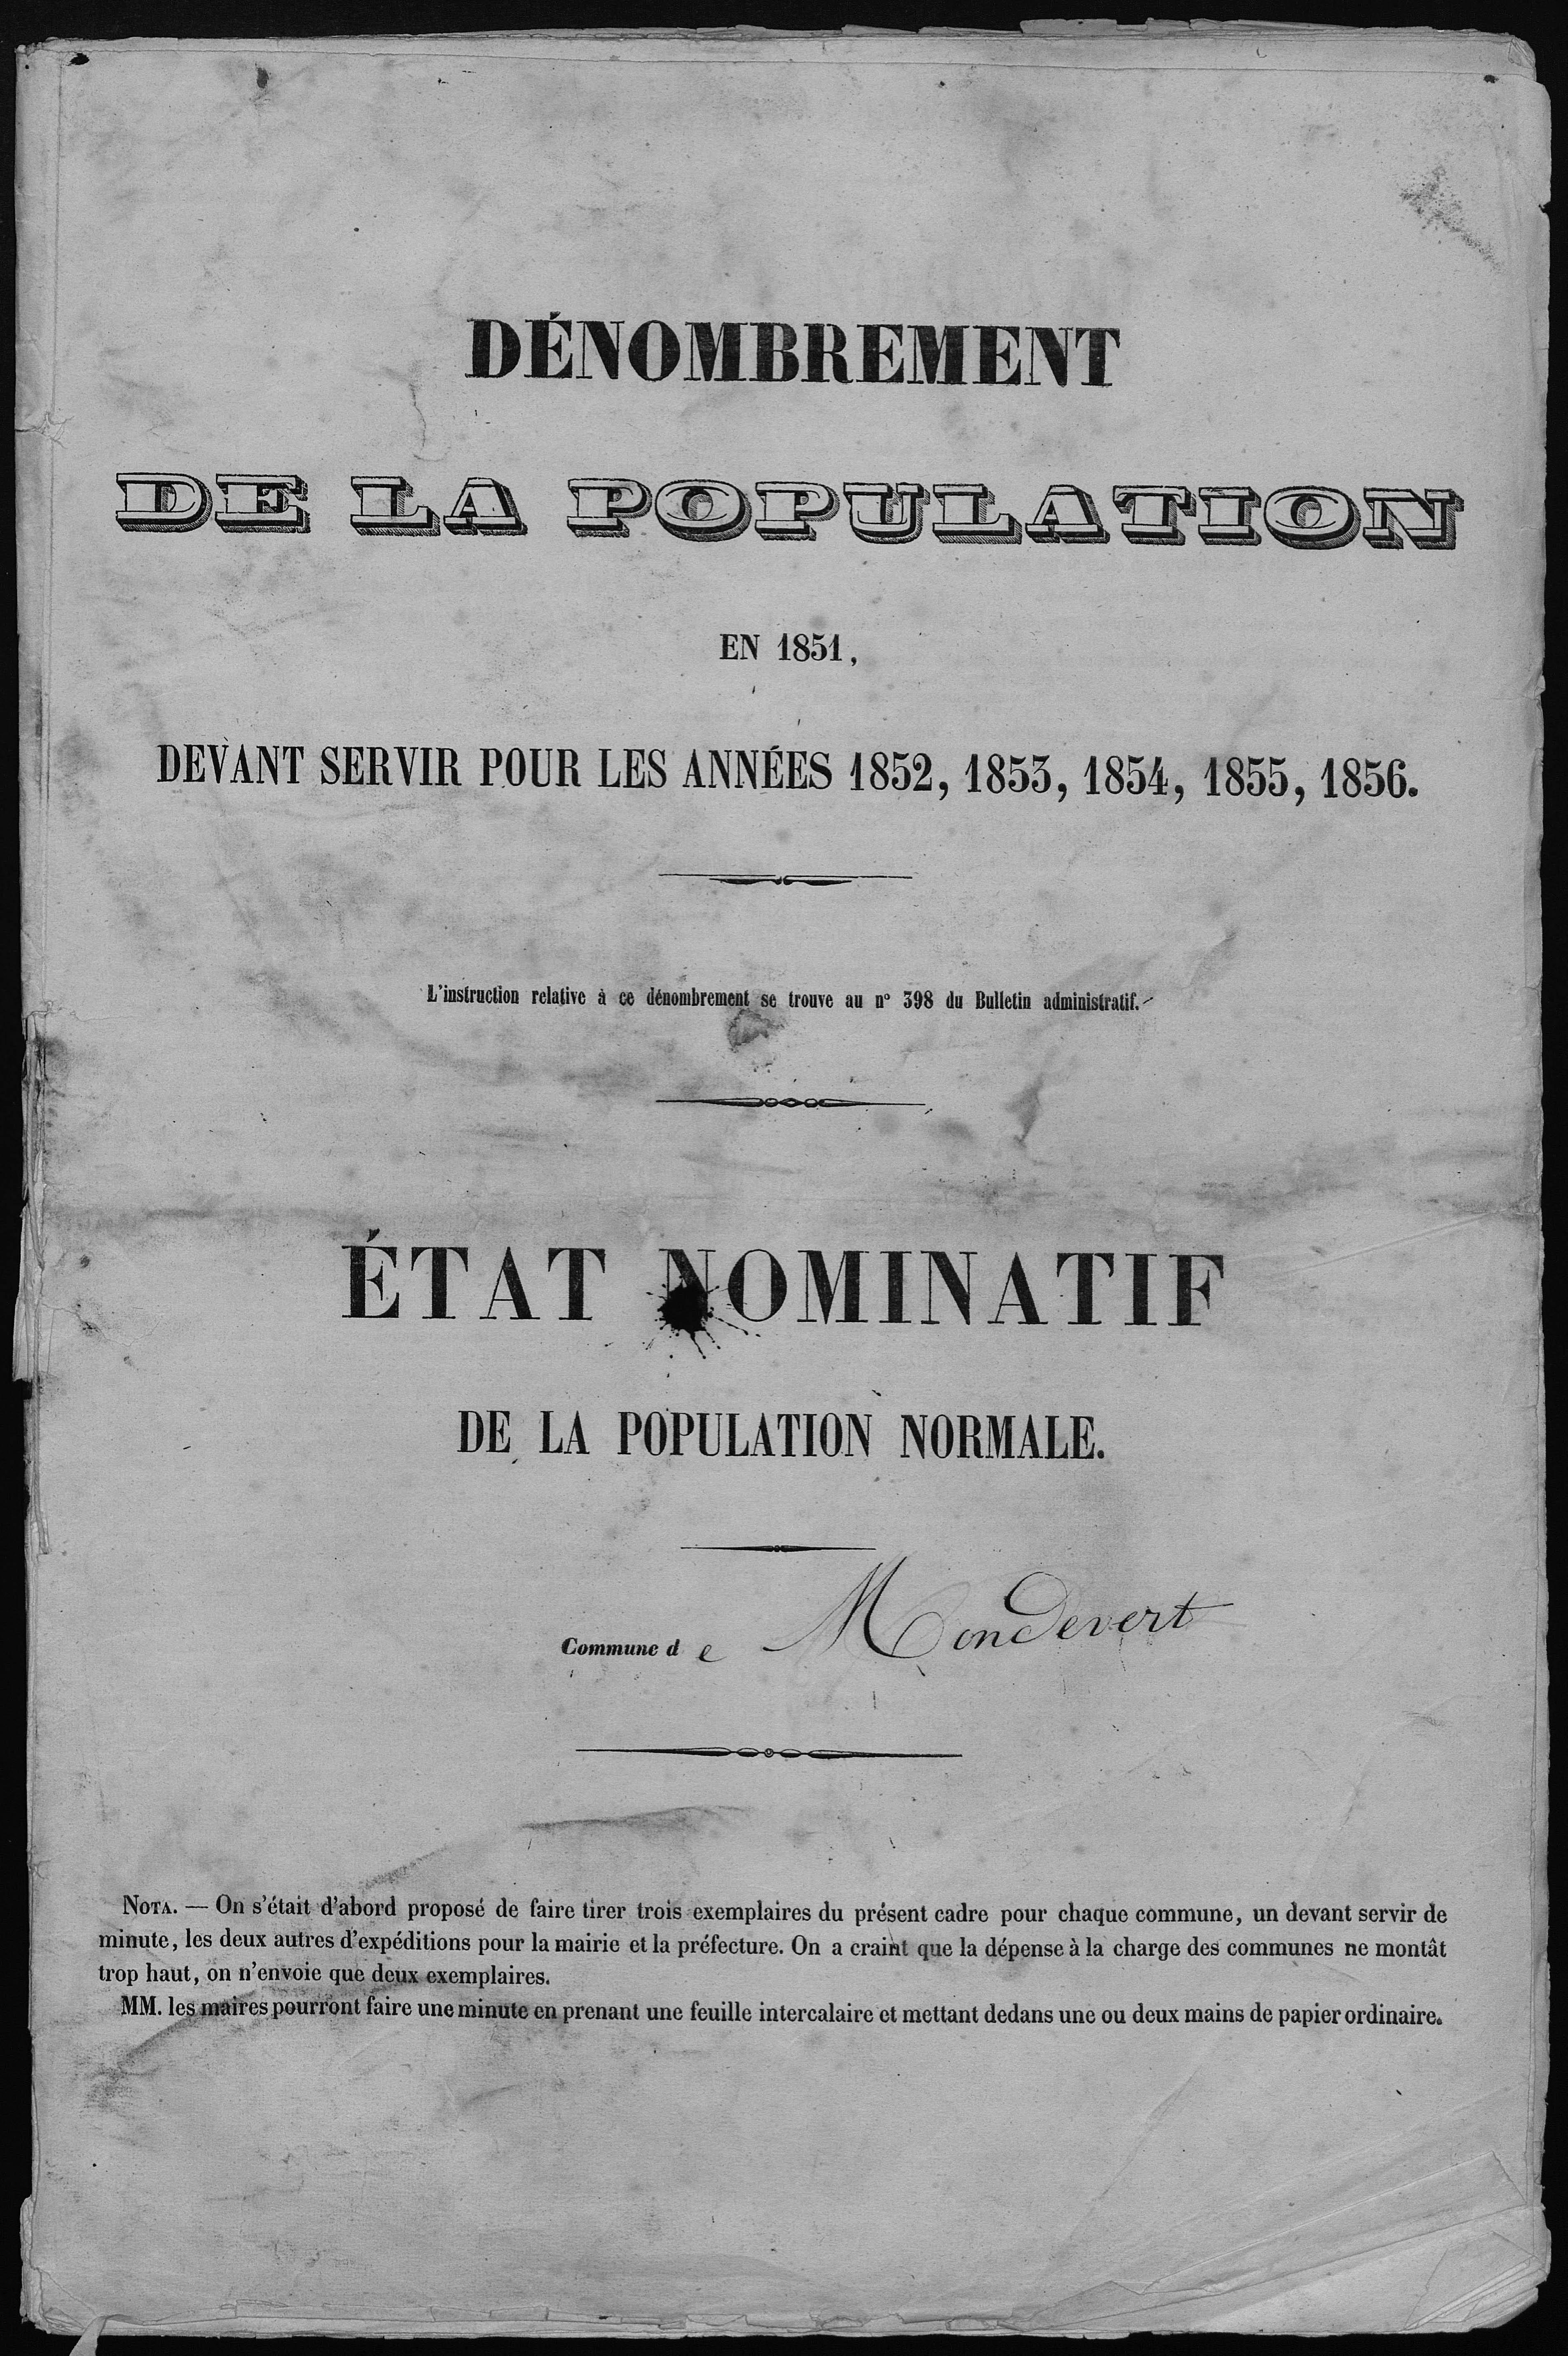 DÉNOMBREMENT
DE LA POPULATION
EN 1851,
DEVANT SERVIR POUR LES ANNÉES 1852, 1853, 1854, 1855, 1856.
L'instruction relative à ce dénombrement se trouve au n° 398 du Bulletin administratif.
ÉTAT NOMINATIF
DE LA POPULATION NORMALE.
Commune de Mondevert
NOTA. — On s'était d'abord proposé de faire tirer trois exemplaires du présent cadre pour chaque commune, un devant servir de
minute, les deux autres d'expéditions pour la mairie et la préfecture. On a craint que la dépense à la charge des communes ne montât
trop haut, on n'envoie que deux exemplaires.
MM. les maires pourront faire une minute en prenant une feuille intercalaire et mettant dedans une ou deux mains de papier ordinaire.